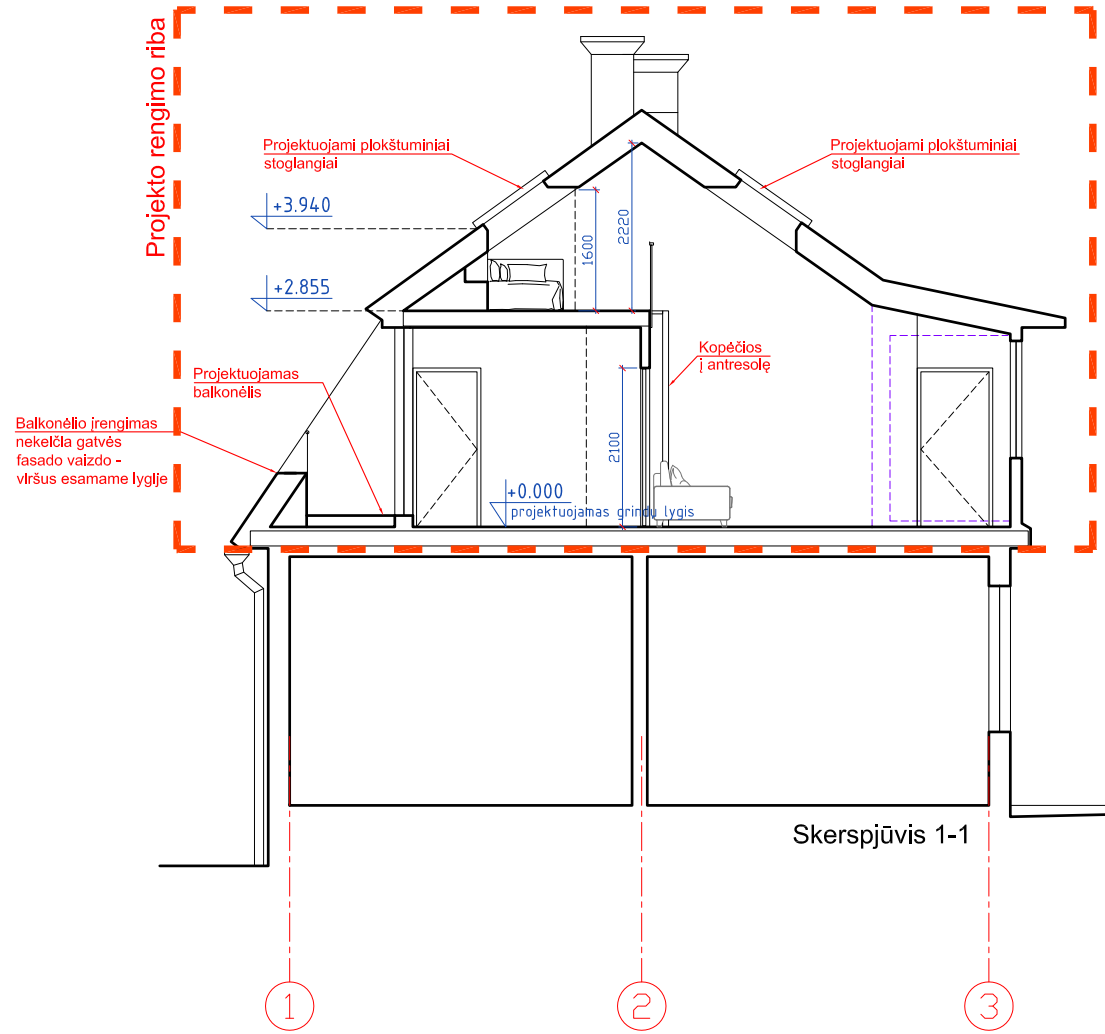 Projekto rengimo riba
Projektuojami plokštuminiai
stoglangiai
Projektuojami plokštuminiai
stoglangiai
+3.940
1600
2220
+2.855
Kopėčios
į antresolę
Projektuojamas
balkonėlis
Balkonėlio įrengimas
nekelčla gatvės
fasado vaizdo -
viršus esamame lyglje
2100
+0.000
projektuojamas grindų lygis
Skerspjūvis 1-1
1
2
3